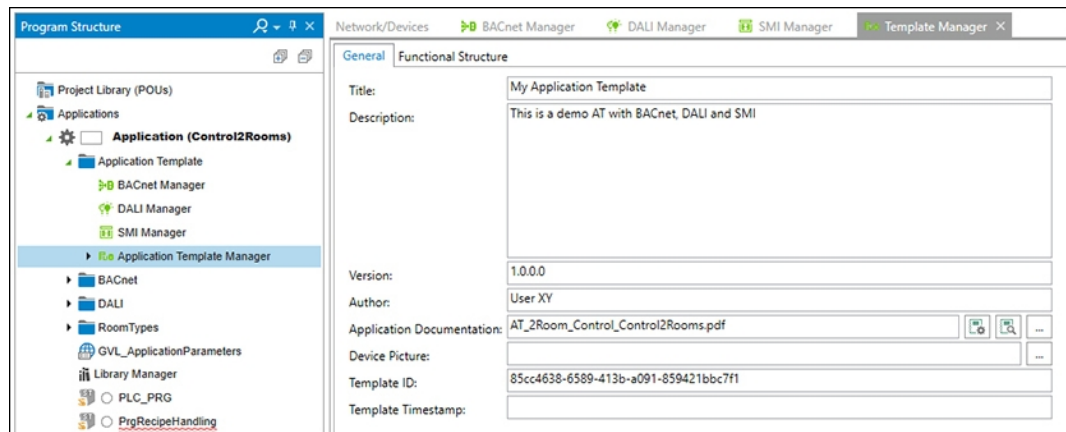 Program Structure
Network/Devices
BACnet Manager
DALI Manager
SMI Manager
Template Manager
Project Library (POUs)
Applications
Application (Control2Rooms)
Application Template
BACnet Manager
DALI Manager
SMI Manager
Application Template Manager
BACnet
DALI
RoomTypes
GVL_ApplicationParameters
Library Manager
PLC_PRG
PrgRecipeHandling
General
Functional Structure
Title: My Application Template
Description: This is a demo AT with BACnet, DALI and SMI
Version: 1.0.0.0
Author: User XY
Application Documentation: AT_2Room_Control_Control2Rooms.pdf ...
Device Picture: ...
Template ID: 85cc4638-6589-413b-a091-859421bbc7f1
Template Timestamp: